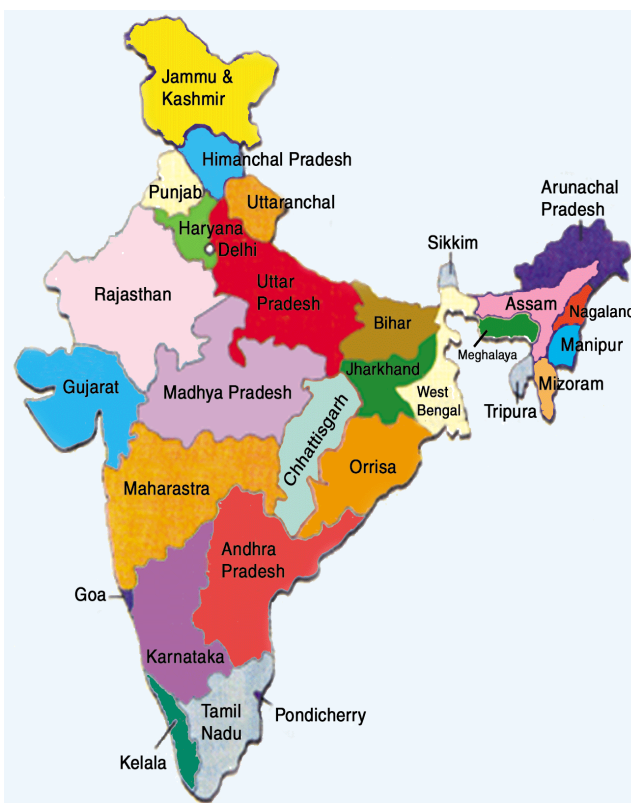 Jammu &
Kashmir
Himanchal Pradesh
Punjab
Uttaranchal
Arunachal
Pradesh
Haryana
Delhi
Sikkim
Rajasthan
Uttar
Pradesh
Assam
Nagaland
Bihar
Manipur
Meghalaya
Jharkhand
Gujarat
Madhya Pradesh
Mizoram
West
Bengal
Tripura
Chhattisgarh
Orrisa
Maharastra
Andhra
Pradesh
Goa
Karnataka
Tamil
Nadu
Pondicherry
Kelala